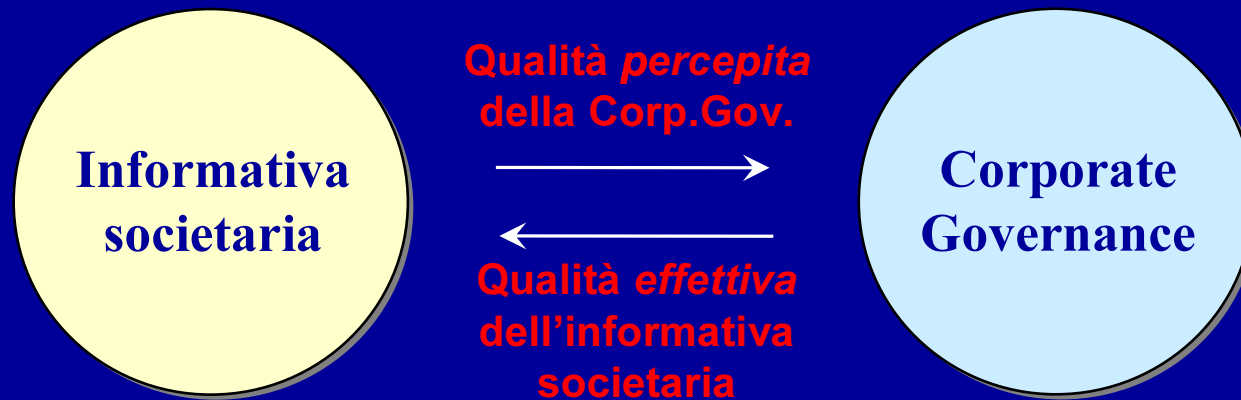 Informativa
societaria
Qualità percepita
della Corp.Gov.
Qualità effettiva
dell’informativa
societaria
Corporate
Governance